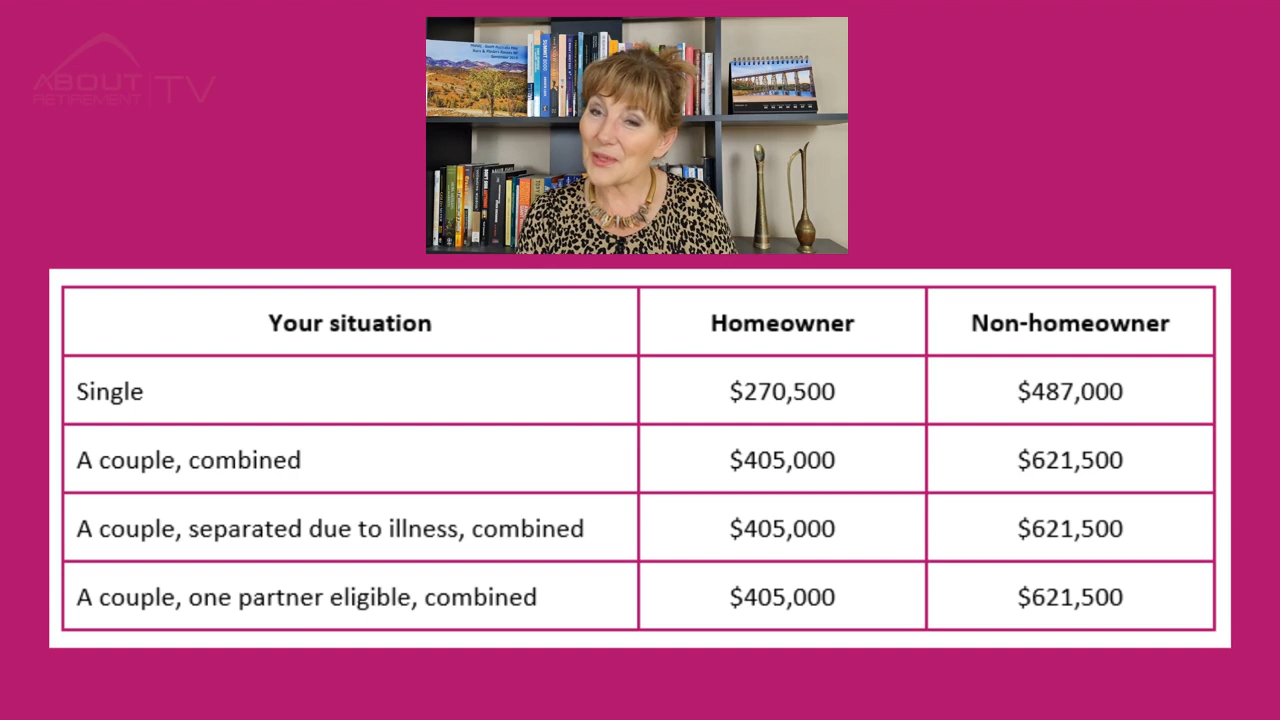 ABOUT
RETIREMENT
TV
Your situation Homeowner Non-homeowner
Single $270,500 $487,000
A couple, combined $405,000 $621,500
A couple, separated due to illness, combined $405,000 $621,500
A couple, one partner eligible, combined $405,000 $621,500